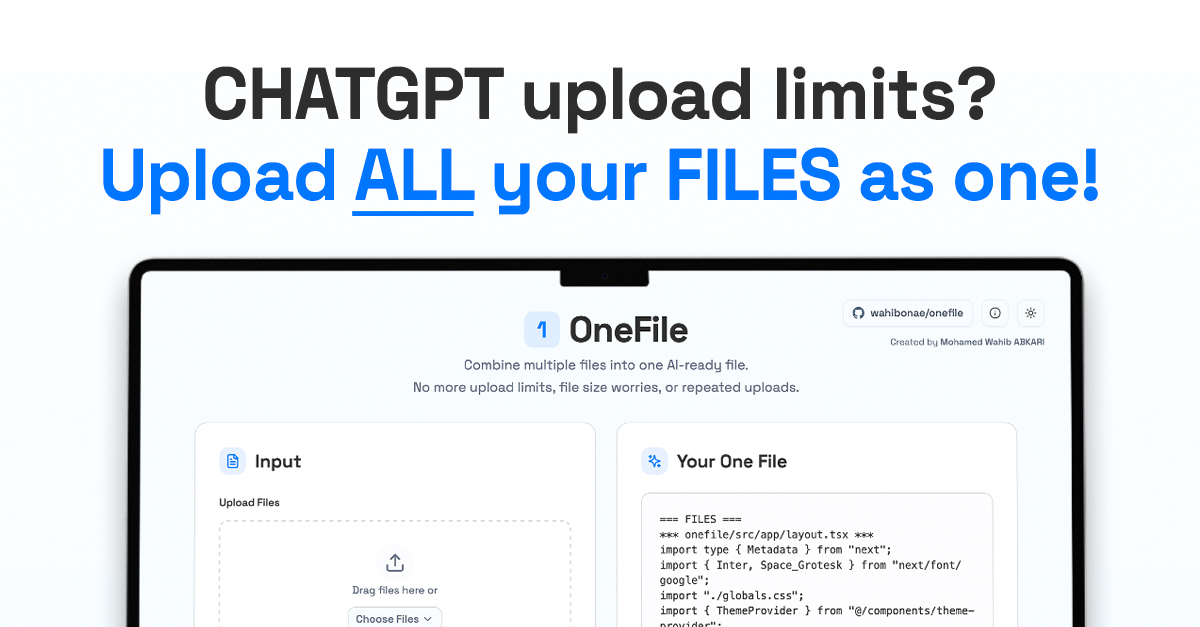 CHATGPT upload limits?
Upload ALL your FILES as one!
1 OneFile
wahibonae/onefile
Created by Mohamed Wahib ABKARI
Combine multiple files into one AI-ready file.
No more upload limits, file size worries, or repeated uploads.
Input
Upload Files
Drag files here or
Choose Files
Your One File
=== FILES ===
*** onefile/src/app/layout.tsx ***
import type { Metadata } from "next";
import { Inter, Space_Grotesk } from "next/font/
google";
import "./globals.css";
import { ThemeProvider } from "@/components/theme-
provider";